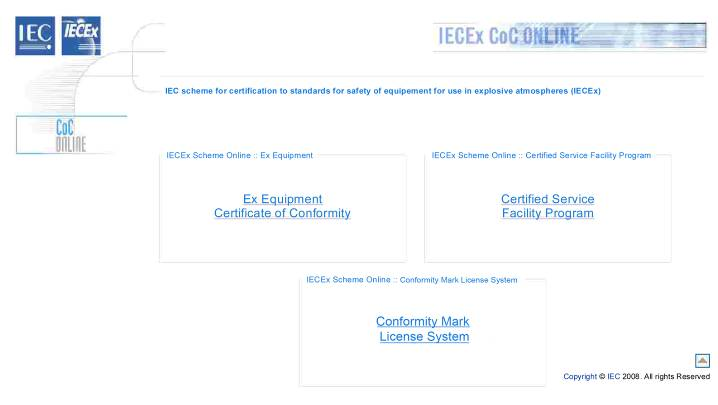 IEC IECEx
IECEx CoC ONLINE
IEC scheme for certification to standards for safety of equipement for use in explosive atmospheres (IECEx)
CoC
ONLINE
IECEx Scheme Online :: Ex Equipment
Ex Equipment
Certificate of Conformity
IECEx Scheme Online :: Certified Service Facility Program
Certified Service
Facility Program
IECEx Scheme Online :: Conformity Mark License System
Conformity Mark
License System
Copyright © IEC 2008. All rights Reserved